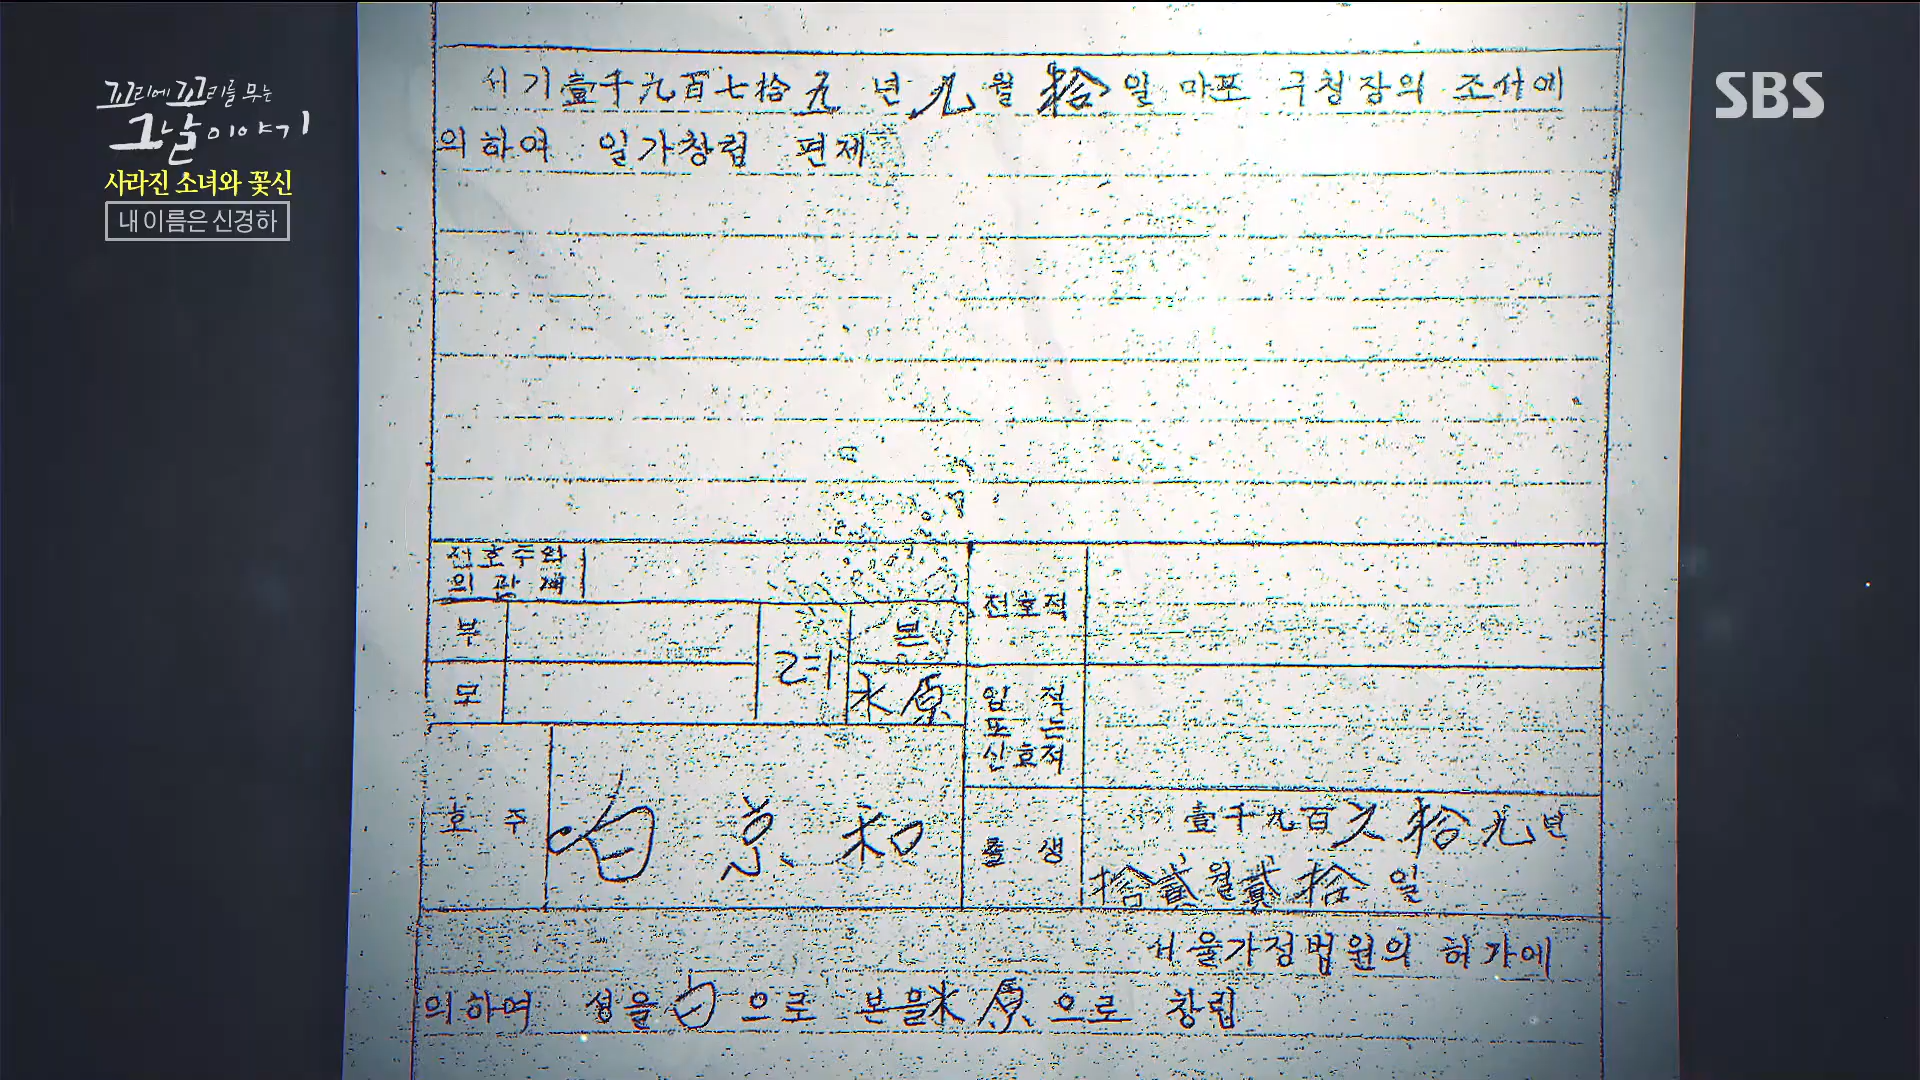 꼬리에 꼬리를 무는
그날 이야기
사라진 소녀와 꽃신
내 이름은 신경하
SBS
서기壹千九百七拾五 년 九 월 拾 일 마포 구청장의 조사에
의하여 일가창립 편제
전호주와
의 관계
부
모
려
본
水原
전호적
입 적
또 는
신호적
호 주
白京和
출 생
壹千九百六拾九년
拾貳월貳拾일
서울가정법원의 허가에
의하여 성을白으로 본을水原으로 창립